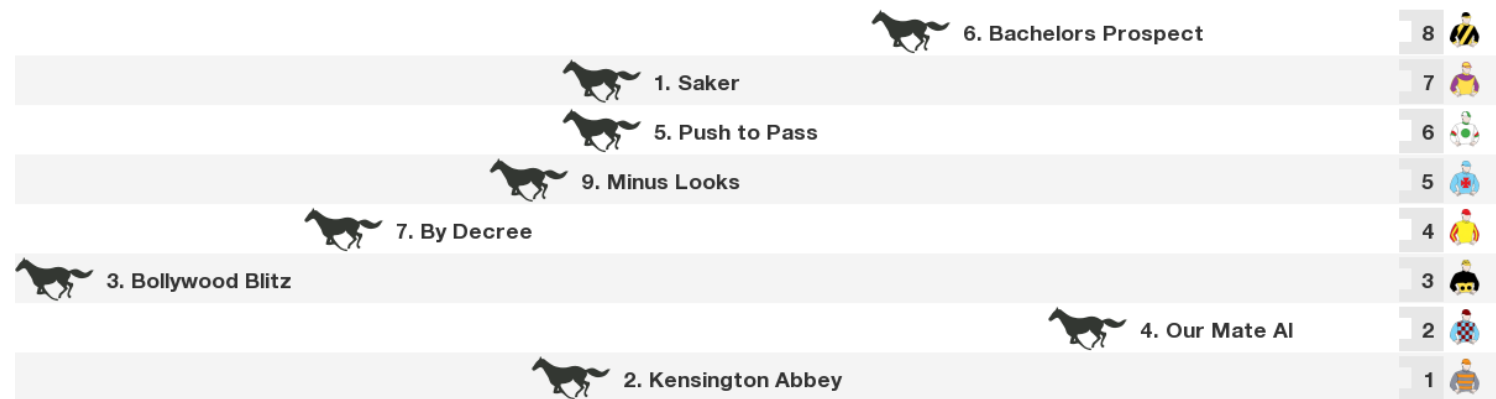 6. Bachelors Prospect 8
1. Saker 7
5. Push to Pass 6
9. Minus Looks 5
7. By Decree 4
3. Bollywood Blitz 3
4. Our Mate Al 2
2. Kensington Abbey 1